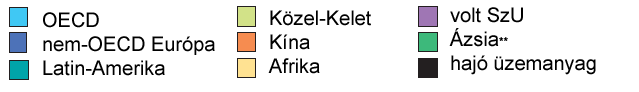 OECD
nem-OECD Európa
Latin-Amerika
Közel-Kelet
Kína
Afrika
volt SzU
Ázsia**
hajó üzemanyag